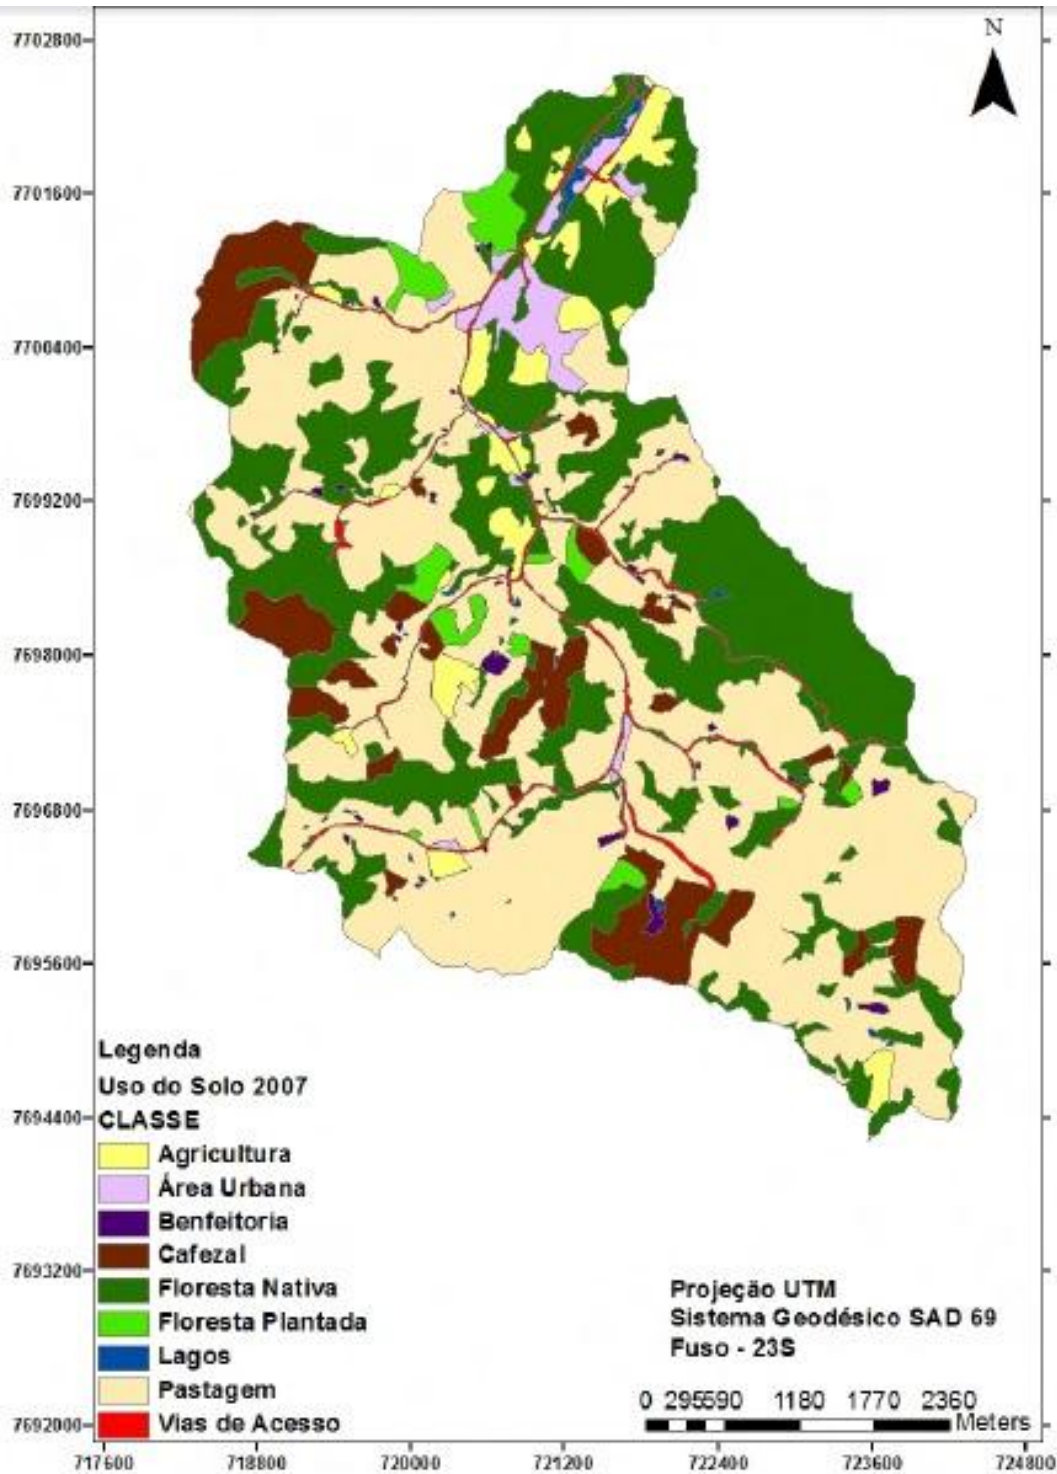 N
7702800
7701600
7700400
7699200
7698000
7696800
7695600
7694400
7693200
7692000
Legenda
Uso do Solo 2007
CLASSE
Agricultura
Área Urbana
Benfeitoria
Cafezal
Floresta Nativa
Floresta Plantada
Lagos
Pastagem
Vias de Acesso
Projeção UTM
Sistema Geodésico SAD 69
Fuso - 23S
0 295590 1180 1770 2360
Meters
717600 718800 720000 721200 722400 723600 724800